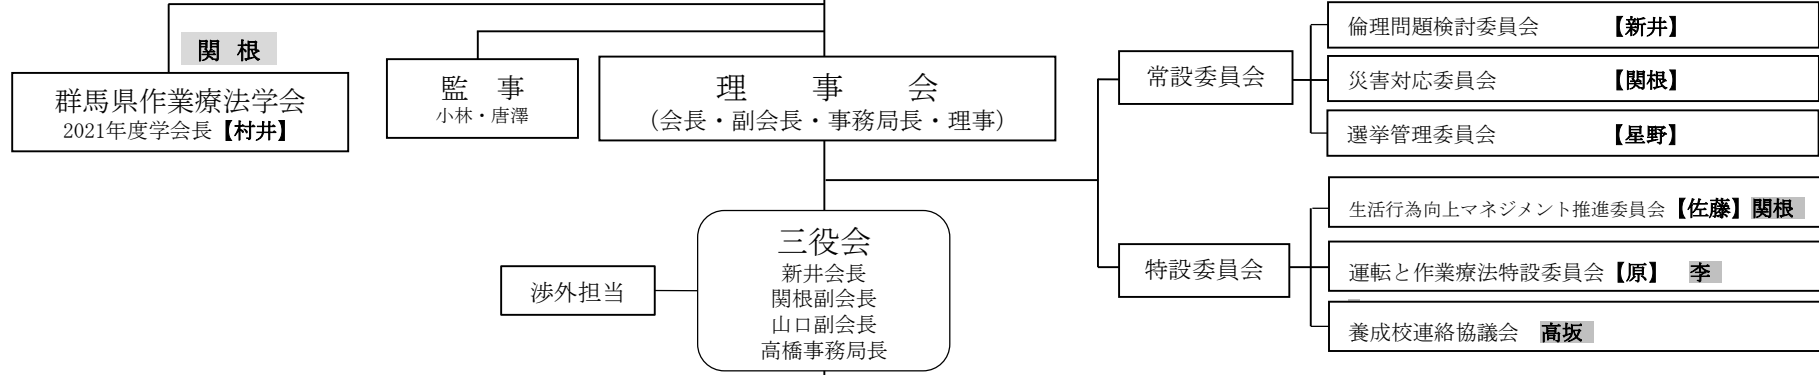 関 根
群馬県作業療法学会
2021年度学会長【村井】
監 事
小林・唐澤
理 事 会
(会長・副会長・事務局長・理事)
常設委員会
倫理問題検討委員会 【新井】
災害対応委員会 【関根】
選挙管理委員会 【星野】
特設委員会
生活行為向上マネジメント推進委員会【佐藤】関根
運転と作業療法特設委員会【原】 李
養成校連絡協議会 高坂
渉外担当
三役会
新井会長
関根副会長
山口副会長
高橋事務局長